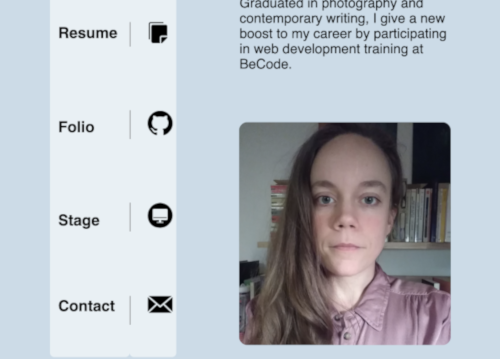 Resume
Folio
Stage
Contact
Graduated in photography and
contemporary writing, I give a new
boost to my career by participating
in web development training at
BeCode.